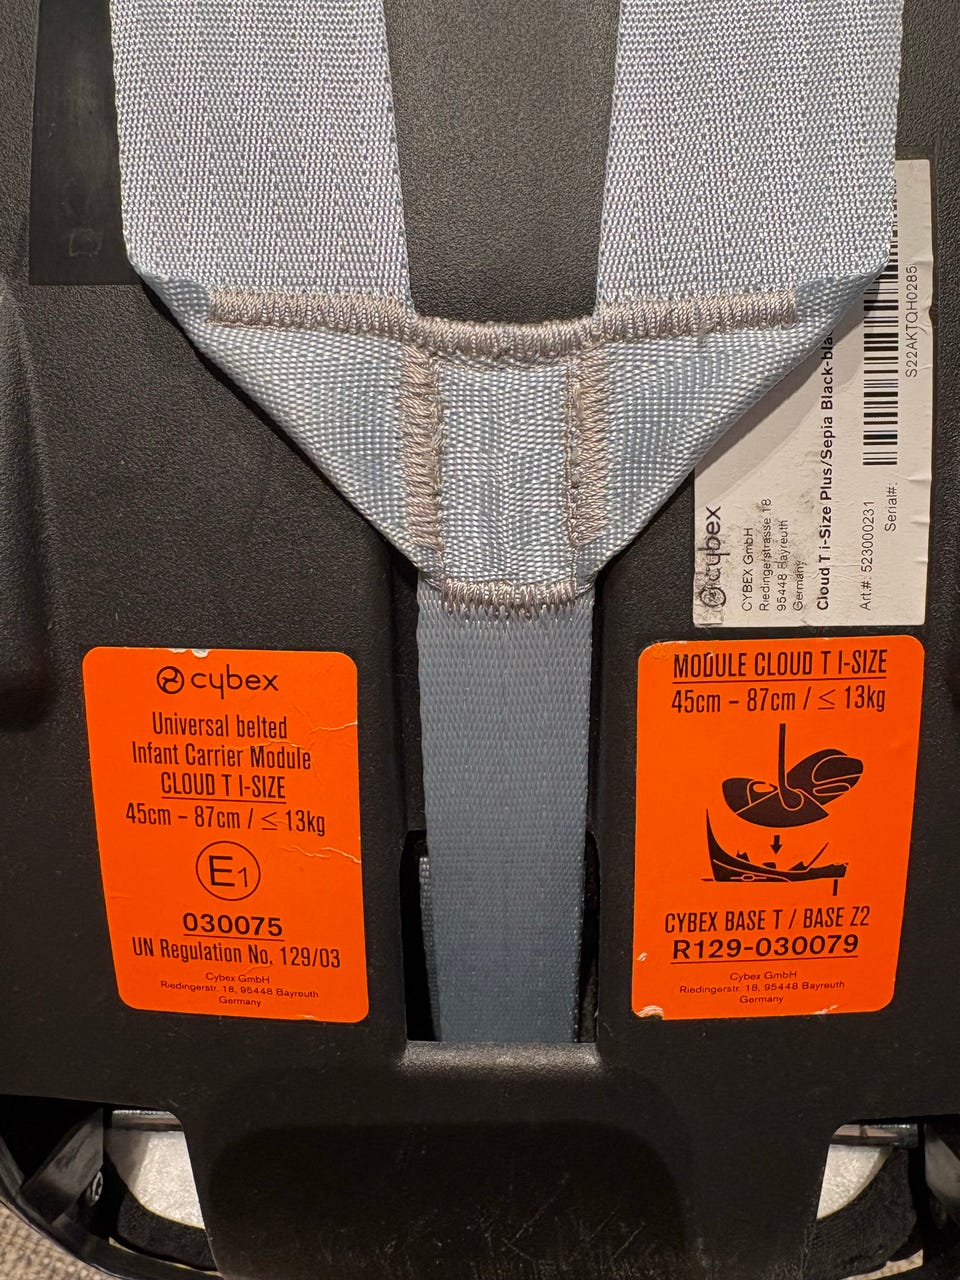 cybex
Universal belted
Infant Carrier Module
CLOUD T I-SIZE
45cm – 87cm / ≤ 13kg
E1
030075
UN Regulation No. 129/03
Cybex GmbH
Riedingerstr. 18, 95448 Bayreuth
Germany
cybex
CYBEX GmbH
Riedingerstrasse 18
95448 Bayreuth
Germany
Cloud T i-Size Plus/Sepia Black-bla
Art.#: 523000231
Serial#:
S22AKTQH0285
MODULE CLOUD T I-SIZE
45cm – 87cm / ≤ 13kg
CYBEX BASE T / BASE Z2
R129-030079
Cybex GmbH
Riedingerstr. 18, 95448 Bayreuth
Germany